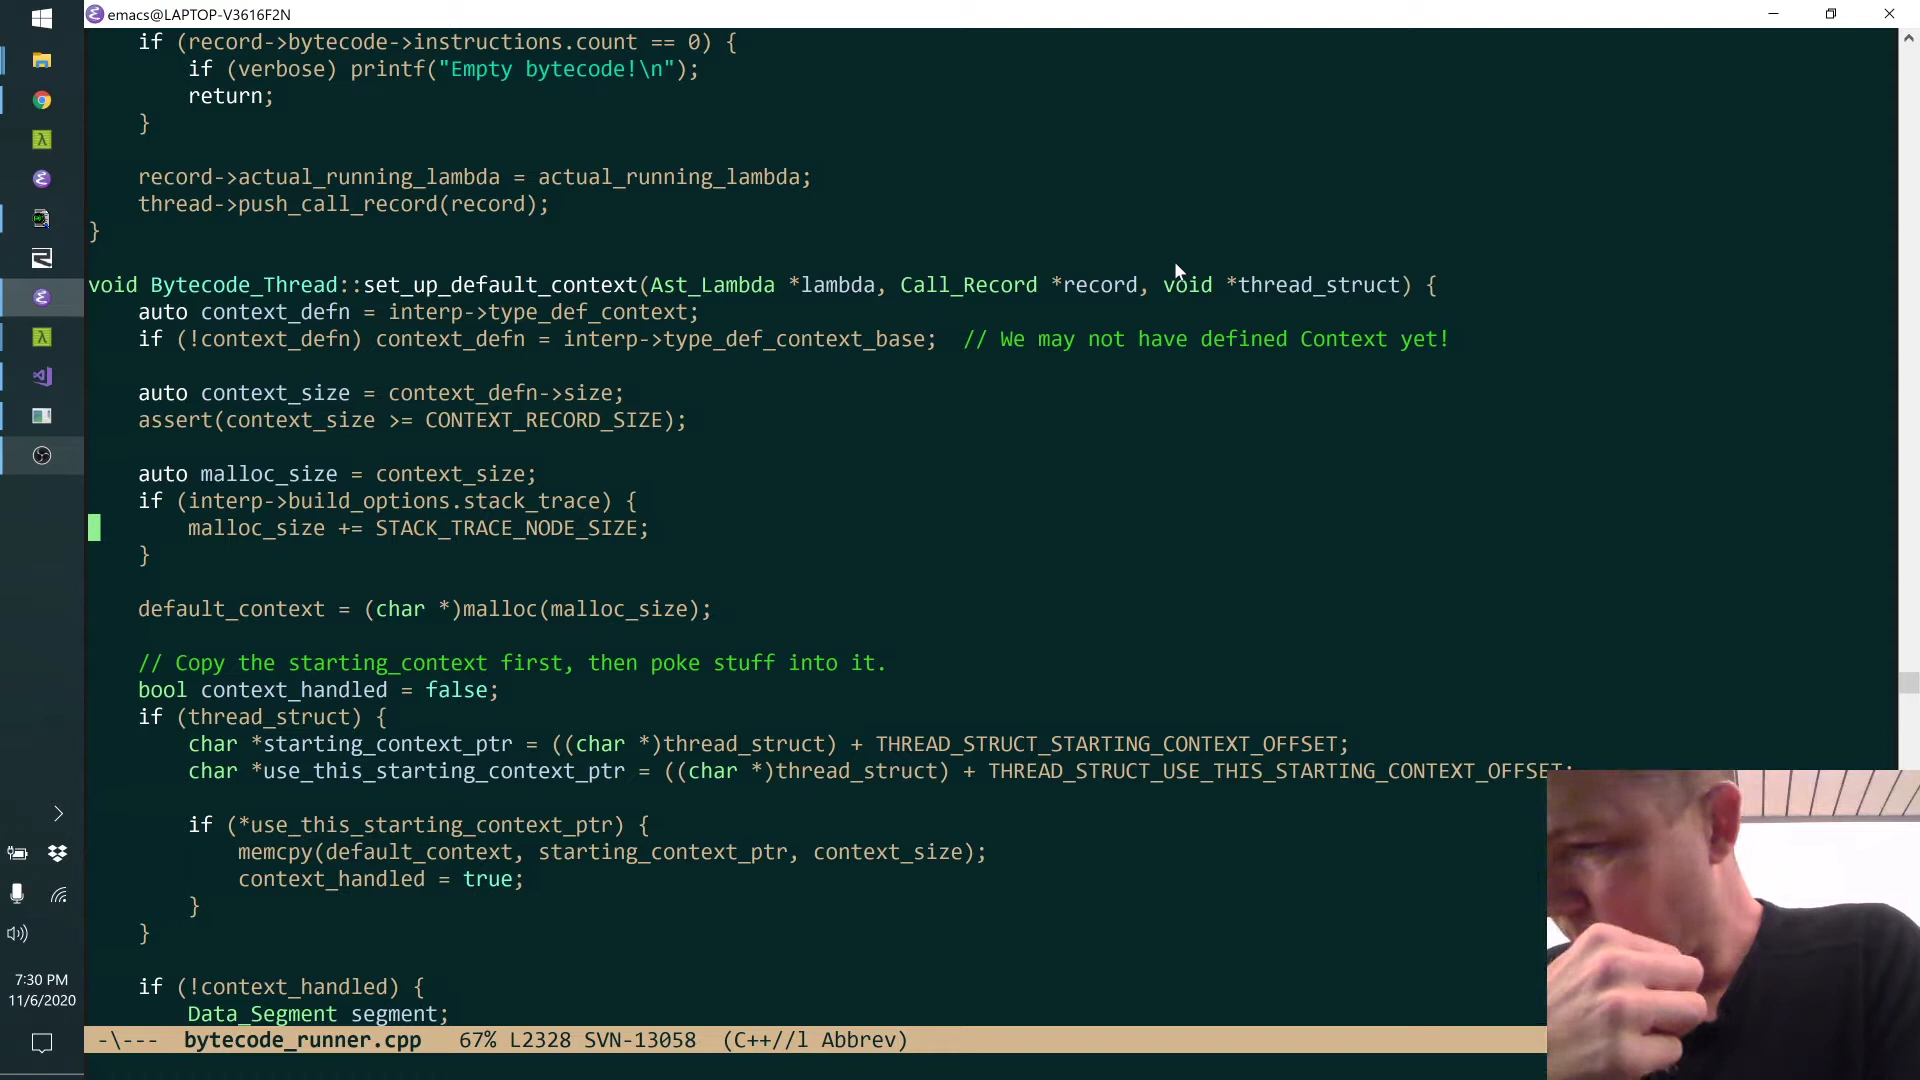 emacs@LAPTOP-V3616F2N
if (record->bytecode->instructions.count == 0) {
if (verbose) printf("Empty bytecode!\n");
return;
}
record->actual_running_lambda = actual_running_lambda;
thread->push_call_record(record);
}
void Bytecode_Thread::set_up_default_context(Ast_Lambda *lambda, Call_Record *record, void *thread_struct) {
auto context_defn = interp->type_def_context;
if (!context_defn) context_defn = interp->type_def_context_base;  // We may not have defined Context yet!
auto context_size = context_defn->size;
assert(context_size >= CONTEXT_RECORD_SIZE);
auto malloc_size = context_size;
if (interp->build_options.stack_trace) {
malloc_size += STACK_TRACE_NODE_SIZE;
}
default_context = (char *)malloc(malloc_size);
// Copy the starting_context first, then poke stuff into it.
bool context_handled = false;
if (thread_struct) {
char *starting_context_ptr = ((char *)thread_struct) + THREAD_STRUCT_STARTING_CONTEXT_OFFSET;
char *use_this_starting_context_ptr = ((char *)thread_struct) + THREAD_STRUCT_USE_THIS_STARTING_CONTEXT_OFFSET;
if (*use_this_starting_context_ptr) {
memcpy(default_context, starting_context_ptr, context_size);
context_handled = true;
}
}
if (!context_handled) {
Data_Segment segment;
-\---  bytecode_runner.cpp   67% L2328 SVN-13058  (C++//l Abbrev)
7:30 PM
11/6/2020